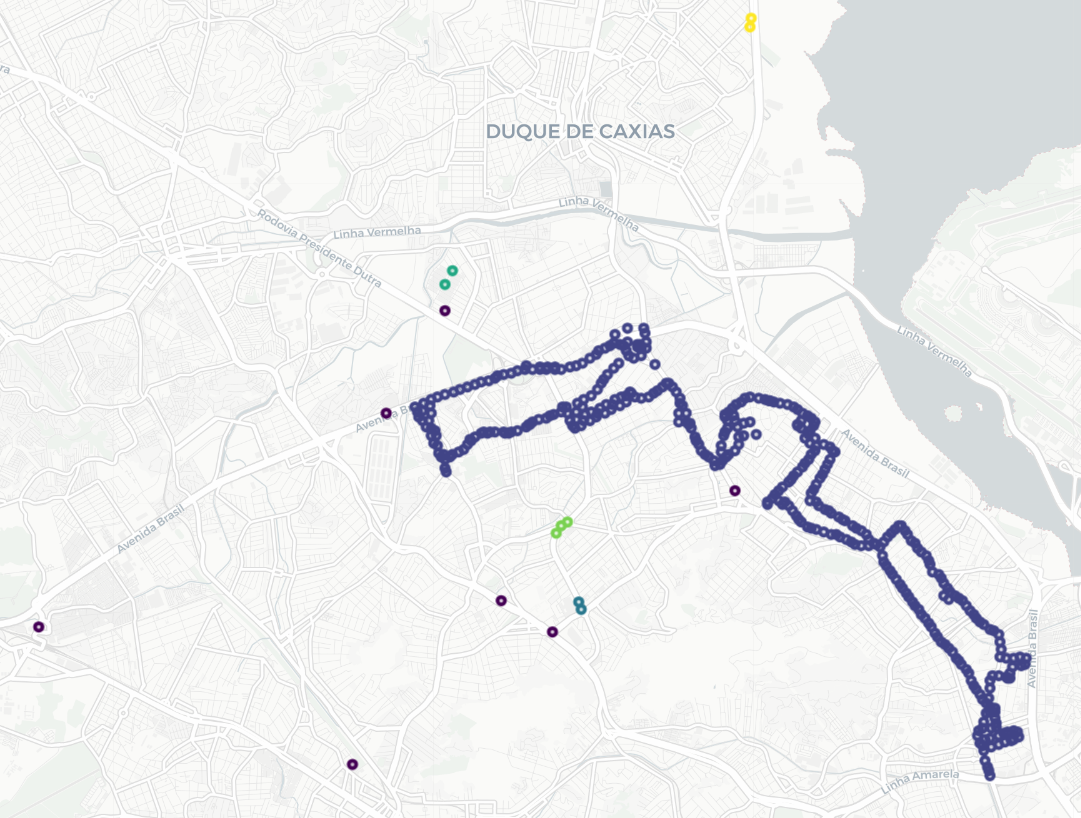 ra
DUQUE DE CAXIAS
Linha Vermelha
Linha Vermelha
Rodovia Presidente Dutra
Linha Vermelha
Avenida B
Avenida Brasil
Avenida Brasil
Avenida Brasil
Linha Amarela